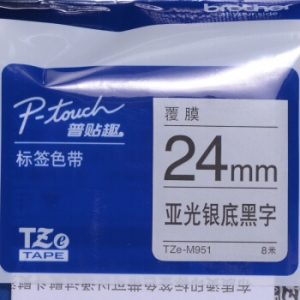 brother
P-touch
普贴趣
标签色带
TZe
TAPE
覆膜
24mm
亚光银底黑字
TZe-M951 8米